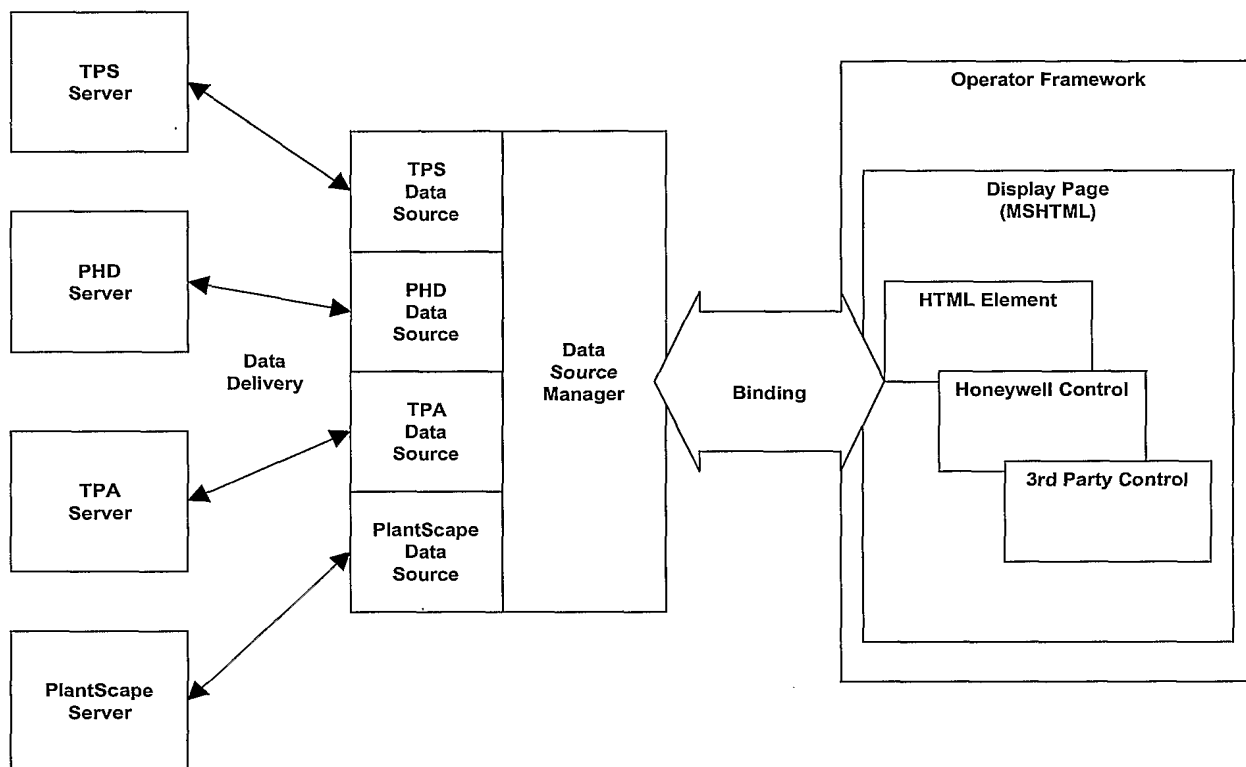 TPS
Server
PHD
Server
TPA
Server
PlantScape
Server
Data
Delivery
TPS
Data
Source
PHD
Data
Source
TPA
Data
Source
PlantScape
Data
Source
Data
Source
Manager
Binding
Operator Framework
Display Page
(MSHTML)
HTML Element
Honeywell Control
3rd Party Control